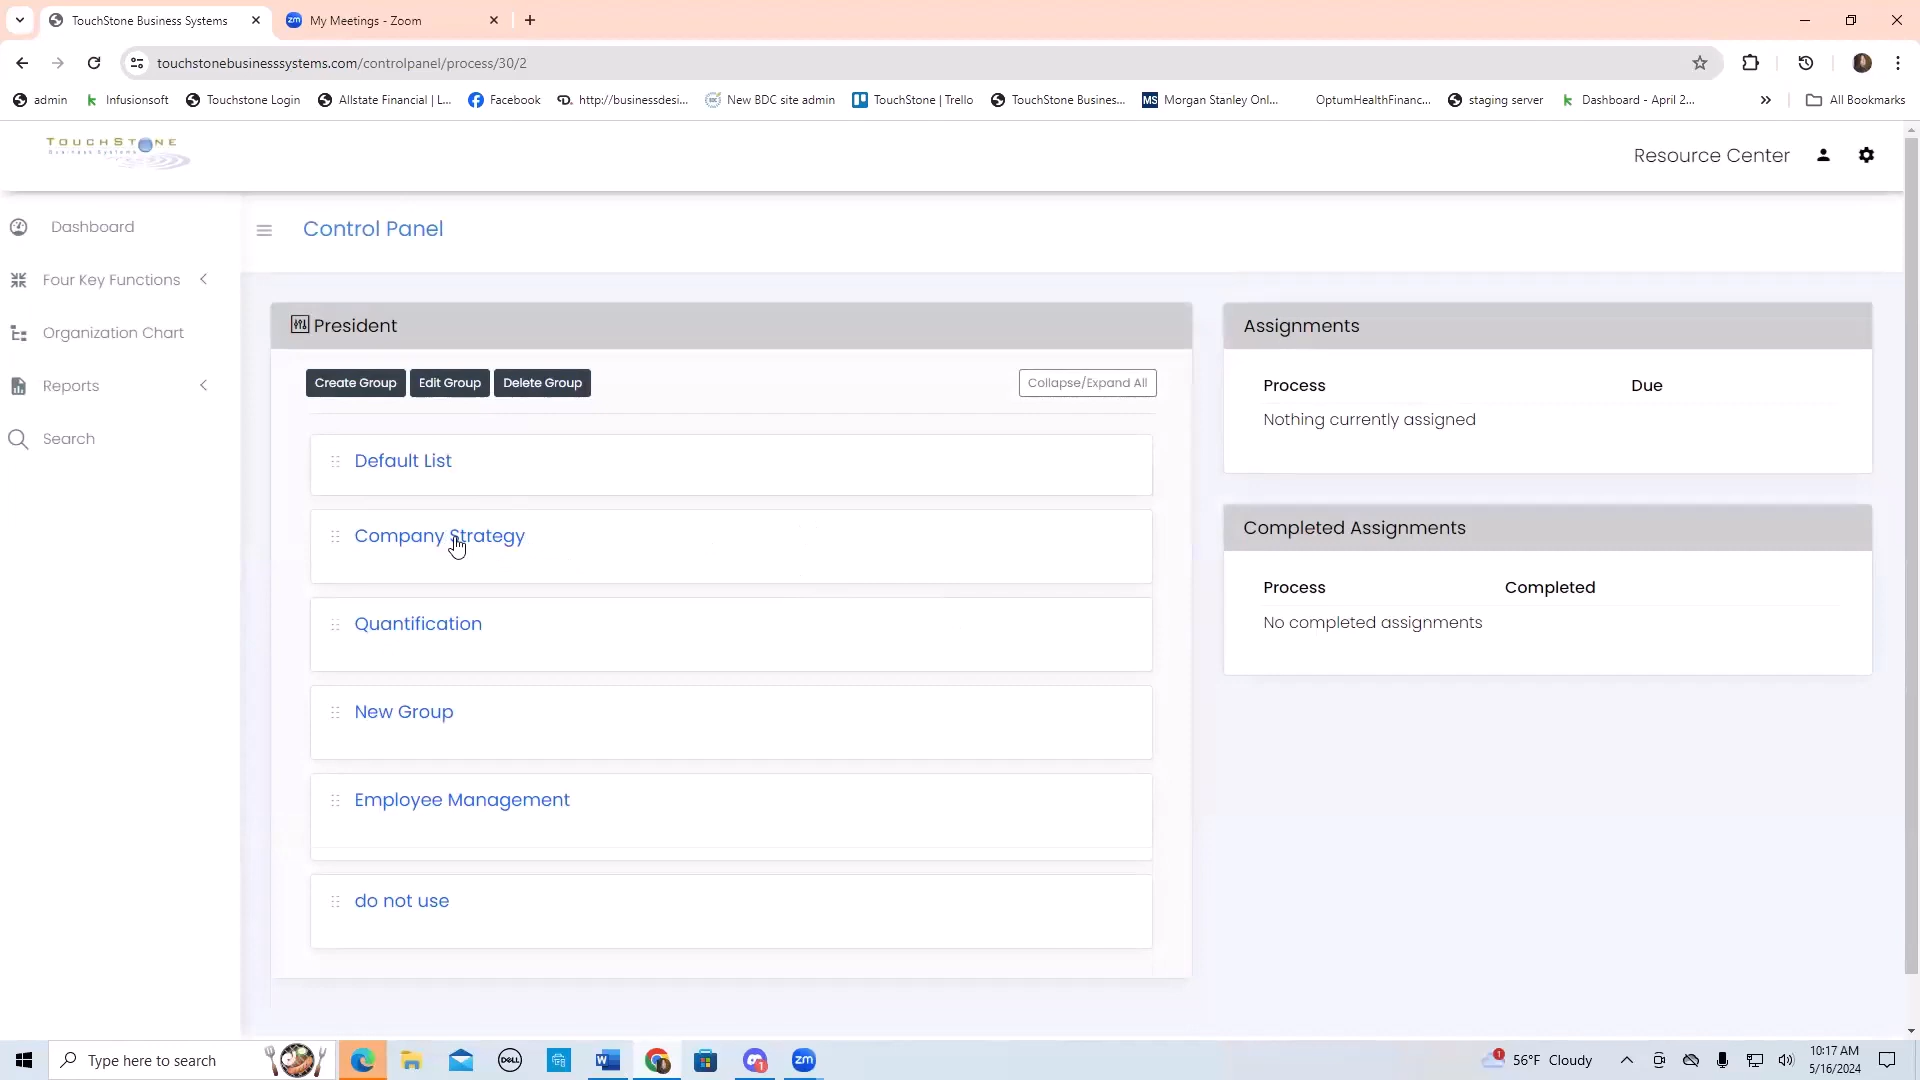 TouchStone Business Systems
My Meetings - Zoom
touchstonebusinesssystems.com/controlpanel/process/30/2
admin
Infusionsoft
Touchstone Login
Allstate Financial | L...
Facebook
http://businessdesi...
New BDC site admin
TouchStone | Trello
TouchStone Busines...
Morgan Stanley Onl...
OptumHealthFinanc...
staging server
Dashboard - April 2...
All Bookmarks
TOUCHSTONE
Business Systems
Resource Center
Dashboard
Four Key Functions
Organization Chart
Reports
Search
Control Panel
President
Create Group
Edit Group
Delete Group
Collapse/Expand All
Default List
Company Strategy
Quantification
New Group
Employee Management
do not use
Assignments
Process Due
Nothing currently assigned
Completed Assignments
Process Completed
No completed assignments
Type here to search
DELL
zm
56°F Cloudy
10:17 AM
5/16/2024